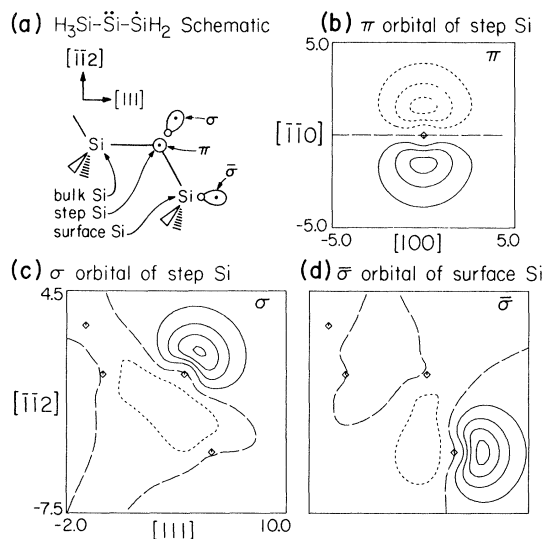 (a) H₃Si-S̈i-ṠiH₂ Schematic
[1̄1̄2]
[111]
σ
Si
π
σ̄
bulk Si
step Si
surface Si
Si
(b) π orbital of step Si
5.0
π
[1̄1̄0]
-5.0
-5.0 [100] 5.0
(c) σ orbital of step Si
4.5
σ
[1̄1̄2]
-7.5
-2.0 [111] 10.0
(d) σ̄ orbital of surface Si
σ̄